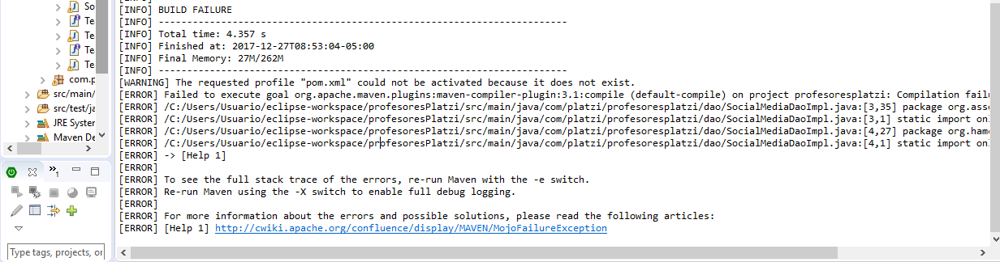 So
Te
Te
Te
Te
com.p
src/main/
src/test/ja
JRE System
Maven De
»1
Type tags, projects, or
[INFO] BUILD FAILURE
[INFO] ------------------------------------------------------------------------
[INFO] Total time: 4.357 s
[INFO] Finished at: 2017-12-27T08:53:04-05:00
[INFO] Final Memory: 27M/262M
[INFO] ------------------------------------------------------------------------
[WARNING] The requested profile "pom.xml" could not be activated because it does not exist.
[ERROR] Failed to execute goal org.apache.maven.plugins:maven-compiler-plugin:3.1:compile (default-compile) on project profesoresplatzi: Compilation failu
[ERROR] /C:/Users/Usuario/eclipse-workspace/profesoresPlatzi/src/main/java/com/platzi/profesoresplatzi/dao/SocialMediaDaoImpl.java:[3,35] package org.asse
[ERROR] /C:/Users/Usuario/eclipse-workspace/profesoresPlatzi/src/main/java/com/platzi/profesoresplatzi/dao/SocialMediaDaoImpl.java:[3,1] static import onl
[ERROR] /C:/Users/Usuario/eclipse-workspace/profesoresPlatzi/src/main/java/com/platzi/profesoresplatzi/dao/SocialMediaDaoImpl.java:[4,27] package org.hamc
[ERROR] /C:/Users/Usuario/eclipse-workspace/profesoresPlatzi/src/main/java/com/platzi/profesoresplatzi/dao/SocialMediaDaoImpl.java:[4,1] static import onl
[ERROR] -> [Help 1]
[ERROR]
[ERROR] To see the full stack trace of the errors, re-run Maven with the -e switch.
[ERROR] Re-run Maven using the -X switch to enable full debug logging.
[ERROR]
[ERROR] For more information about the errors and possible solutions, please read the following articles:
[ERROR] [Help 1] http://cwiki.apache.org/confluence/display/MAVEN/MojoFailureException